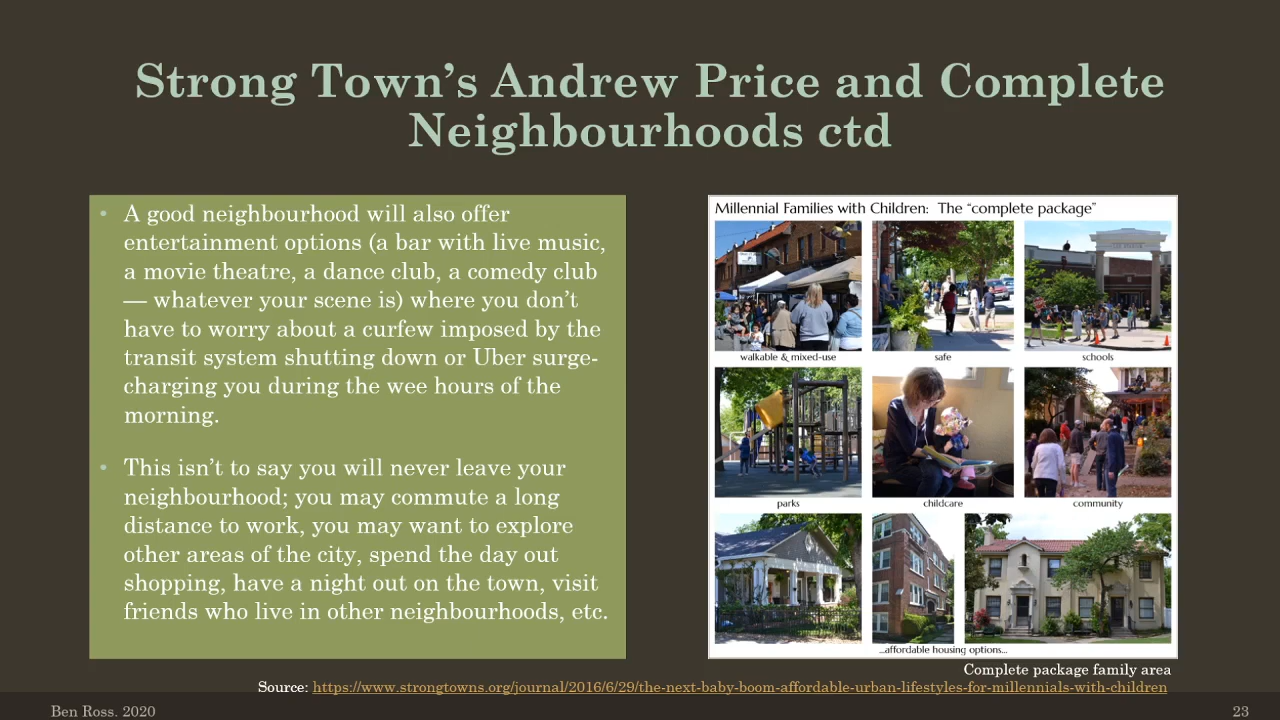 Strong Town’s Andrew Price and Complete
Neighbourhoods ctd
• A good neighbourhood will also offer
entertainment options (a bar with live music,
a movie theatre, a dance club, a comedy club
— whatever your scene is) where you don’t
have to worry about a curfew imposed by the
transit system shutting down or Uber surge-
charging you during the wee hours of the
morning.
• This isn’t to say you will never leave your
neighbourhood; you may commute a long
distance to work, you may want to explore
other areas of the city, spend the day out
shopping, have a night out on the town, visit
friends who live in other neighbourhoods, etc.
Millennial Families with Children: The “complete package”
walkable & mixed-use
safe
schools
parks
childcare
community
...affordable housing options...
Complete package family area
Source: https://www.strongtowns.org/journal/2016/6/29/the-next-baby-boom-affordable-urban-lifestyles-for-millennials-with-children
Ben Ross. 2020
23